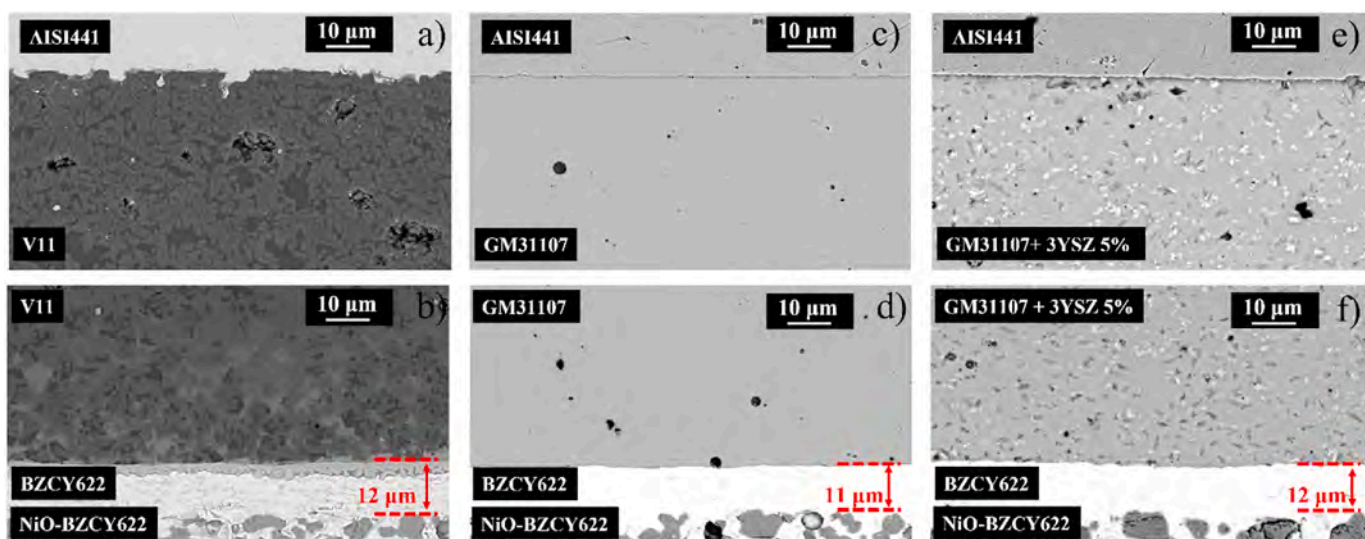 AISI441
10 µm
a)
V11
AISI441
10 µm
c)
GM31107
AISI441
10 µm
e)
GM31107+ 3YSZ 5%
V11
10 µm
b)
BZCY622
12 µm
NiO-BZCY622
GM31107
10 µm
d)
BZCY622
11 µm
NiO-BZCY622
GM31107 + 3YSZ 5%
10 µm
f)
BZCY622
12 µm
NiO-BZCY622